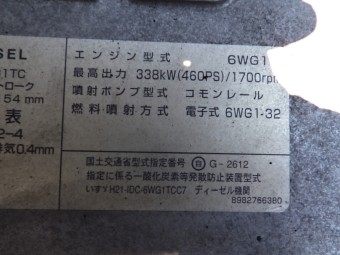 SEL
1TC
トローク
54 mm
表
2-4
排気0.4mm
エンジン型式 6WG1
最高出力 338kW(460PS)/1700rpm
噴射ポンプ型式 コモンレール
燃料噴射方式 電子式 6WG1-32
国土交通省型式指定番号 G-2612
指定に係る一酸化炭素等発散防止装置型式
いすゞH21-IDC-6WG1TCC7 ディーゼル機関
8982766380